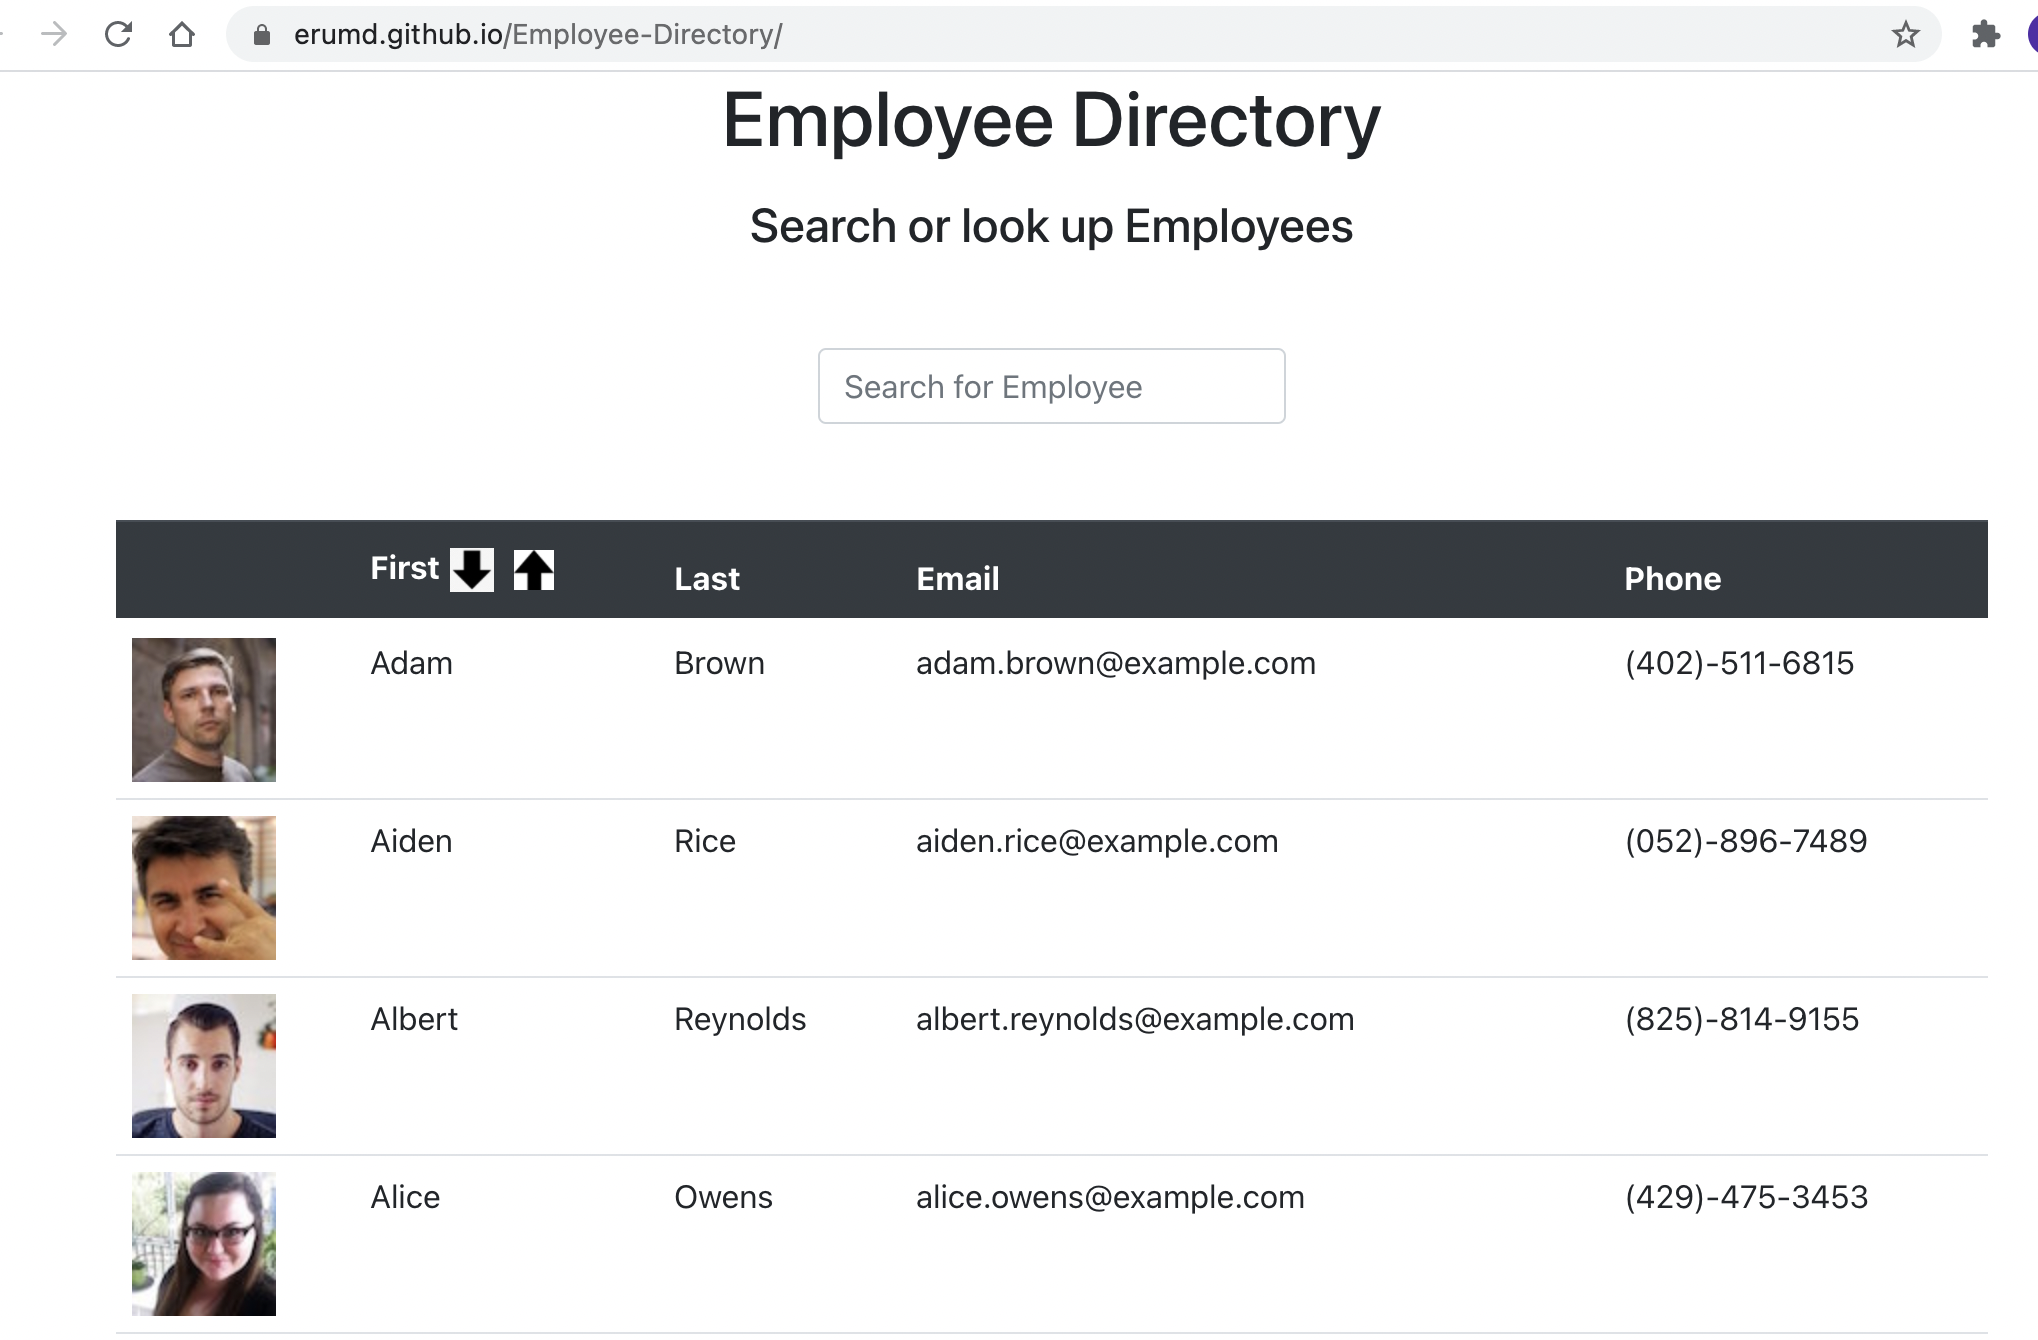 erumd.github.io/Employee-Directory/
Employee Directory
Search or look up Employees
Search for Employee
First Last Email Phone
Adam Brown adam.brown@example.com (402)-511-6815
Aiden Rice aiden.rice@example.com (052)-896-7489
Albert Reynolds albert.reynolds@example.com (825)-814-9155
Alice Owens alice.owens@example.com (429)-475-3453